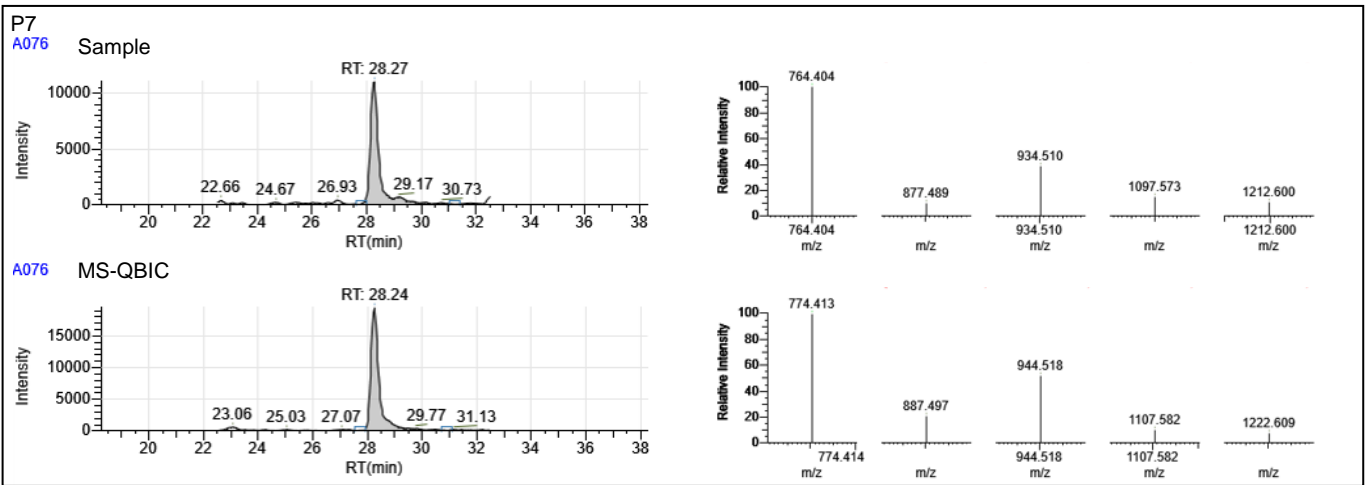 P7
A076 Sample
RT: 28.27
10000
5000
0
Intensity
22.66 24.67 26.93 29.17 30.73
20 22 24 26 28 30 32 34 36 38
RT(min)
764.404
877.489
934.510
1097.573
1212.600
Relative Intensity
100
80
60
40
20
0
764.404 934.510 1212.600
m/z m/z m/z m/z m/z
A076 MS-QBIC
RT: 28.24
15000
10000
5000
0
Intensity
23.06 25.03 27.07 29.77 31.13
20 22 24 26 28 30 32 34 36 38
RT(min)
774.413
887.497
944.518
1107.582
1222.609
Relative Intensity
100
80
60
40
20
0
774.414 944.518 1107.582
m/z m/z m/z m/z m/z